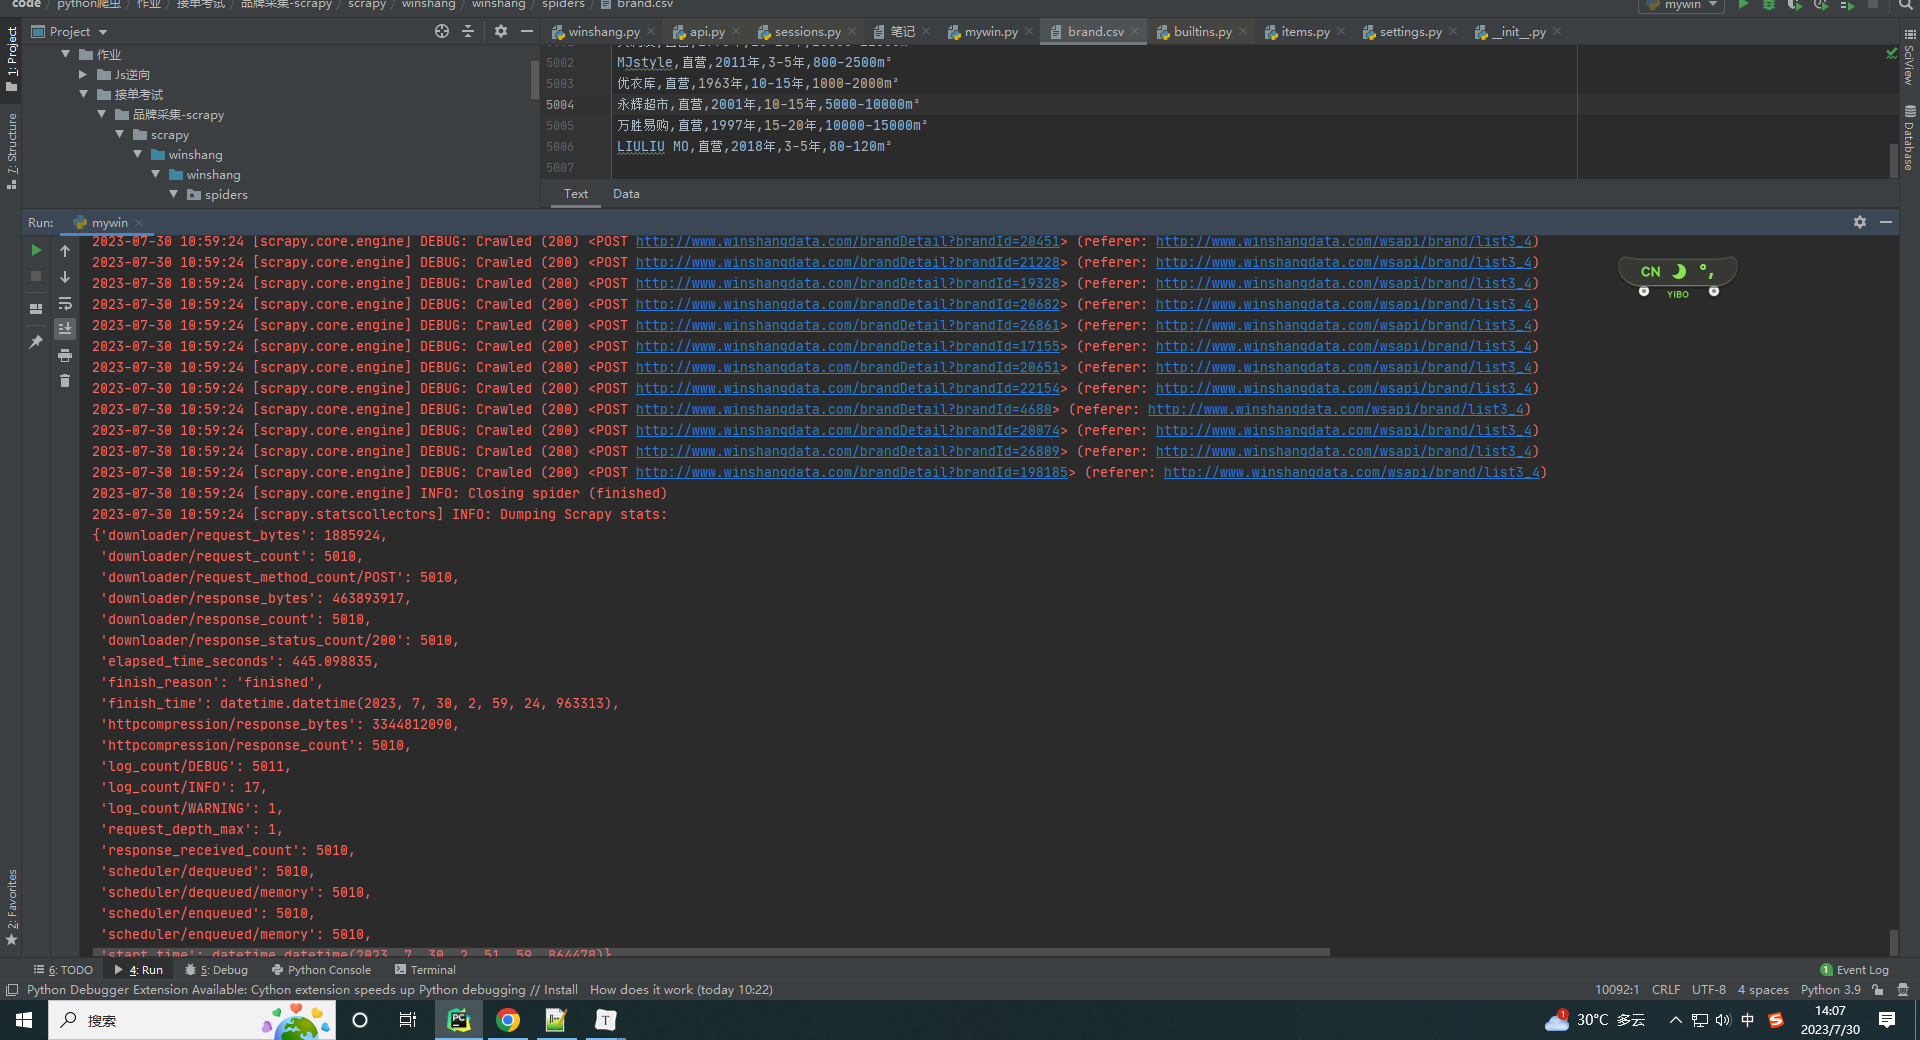 code python爬虫 作业 接单考试 品牌采集-scrapy scrapy winshang winshang spiders brand.csv
mywin
Project
winshang.py api.py sessions.py 笔记 mywin.py brand.csv builtins.py items.py settings.py __init__.py
作业
Js逆向
接单考试
品牌采集-scrapy
scrapy
winshang
winshang
spiders
5002 MJstyle,直营,2011年,3-5年,800-2500m²
5003 优衣库,直营,1963年,10-15年,1000-2000m²
5004 永辉超市,直营,2001年,10-15年,5000-10000m²
5005 万胜易购,直营,1997年,15-20年,10000-15000m²
5006 LIULIU MO,直营,2018年,3-5年,80-120m²
5007
Text Data
1: Project
7: Structure
2: Favorites
SciView
Database
Run: mywin
2023-07-30 10:59:24 [scrapy.core.engine] DEBUG: Crawled (200) <POST http://www.winshangdata.com/brandDetail?brandId=20451> (referer: http://www.winshangdata.com/wsapi/brand/list3_4)
2023-07-30 10:59:24 [scrapy.core.engine] DEBUG: Crawled (200) <POST http://www.winshangdata.com/brandDetail?brandId=21228> (referer: http://www.winshangdata.com/wsapi/brand/list3_4)
2023-07-30 10:59:24 [scrapy.core.engine] DEBUG: Crawled (200) <POST http://www.winshangdata.com/brandDetail?brandId=19328> (referer: http://www.winshangdata.com/wsapi/brand/list3_4)
2023-07-30 10:59:24 [scrapy.core.engine] DEBUG: Crawled (200) <POST http://www.winshangdata.com/brandDetail?brandId=20682> (referer: http://www.winshangdata.com/wsapi/brand/list3_4)
2023-07-30 10:59:24 [scrapy.core.engine] DEBUG: Crawled (200) <POST http://www.winshangdata.com/brandDetail?brandId=26861> (referer: http://www.winshangdata.com/wsapi/brand/list3_4)
2023-07-30 10:59:24 [scrapy.core.engine] DEBUG: Crawled (200) <POST http://www.winshangdata.com/brandDetail?brandId=17155> (referer: http://www.winshangdata.com/wsapi/brand/list3_4)
2023-07-30 10:59:24 [scrapy.core.engine] DEBUG: Crawled (200) <POST http://www.winshangdata.com/brandDetail?brandId=20651> (referer: http://www.winshangdata.com/wsapi/brand/list3_4)
2023-07-30 10:59:24 [scrapy.core.engine] DEBUG: Crawled (200) <POST http://www.winshangdata.com/brandDetail?brandId=22154> (referer: http://www.winshangdata.com/wsapi/brand/list3_4)
2023-07-30 10:59:24 [scrapy.core.engine] DEBUG: Crawled (200) <POST http://www.winshangdata.com/brandDetail?brandId=4680> (referer: http://www.winshangdata.com/wsapi/brand/list3_4)
2023-07-30 10:59:24 [scrapy.core.engine] DEBUG: Crawled (200) <POST http://www.winshangdata.com/brandDetail?brandId=20074> (referer: http://www.winshangdata.com/wsapi/brand/list3_4)
2023-07-30 10:59:24 [scrapy.core.engine] DEBUG: Crawled (200) <POST http://www.winshangdata.com/brandDetail?brandId=26809> (referer: http://www.winshangdata.com/wsapi/brand/list3_4)
2023-07-30 10:59:24 [scrapy.core.engine] DEBUG: Crawled (200) <POST http://www.winshangdata.com/brandDetail?brandId=198185> (referer: http://www.winshangdata.com/wsapi/brand/list3_4)
2023-07-30 10:59:24 [scrapy.core.engine] INFO: Closing spider (finished)
2023-07-30 10:59:24 [scrapy.statscollectors] INFO: Dumping Scrapy stats:
{'downloader/request_bytes': 1885924,
'downloader/request_count': 5010,
'downloader/request_method_count/POST': 5010,
'downloader/response_bytes': 463893917,
'downloader/response_count': 5010,
'downloader/response_status_count/200': 5010,
'elapsed_time_seconds': 445.098835,
'finish_reason': 'finished',
'finish_time': datetime.datetime(2023, 7, 30, 2, 59, 24, 963313),
'httpcompression/response_bytes': 3344812090,
'httpcompression/response_count': 5010,
'log_count/DEBUG': 5011,
'log_count/INFO': 17,
'log_count/WARNING': 1,
'request_depth_max': 1,
'response_received_count': 5010,
'scheduler/dequeued': 5010,
'scheduler/dequeued/memory': 5010,
'scheduler/enqueued': 5010,
'scheduler/enqueued/memory': 5010,
'start_time': datetime.datetime(2023, 7, 30, 2, 51, 59, 864478)}
CN °,
YIBO
6: TODO 4: Run 5: Debug Python Console Terminal 1 Event Log
Python Debugger Extension Available: Cython extension speeds up Python debugging // Install How does it work (today 10:22) 10092:1 CRLF UTF-8 4 spaces Python 3.9
搜索 PC T 1 30°C 多云 中 S 14:07
2023/7/30